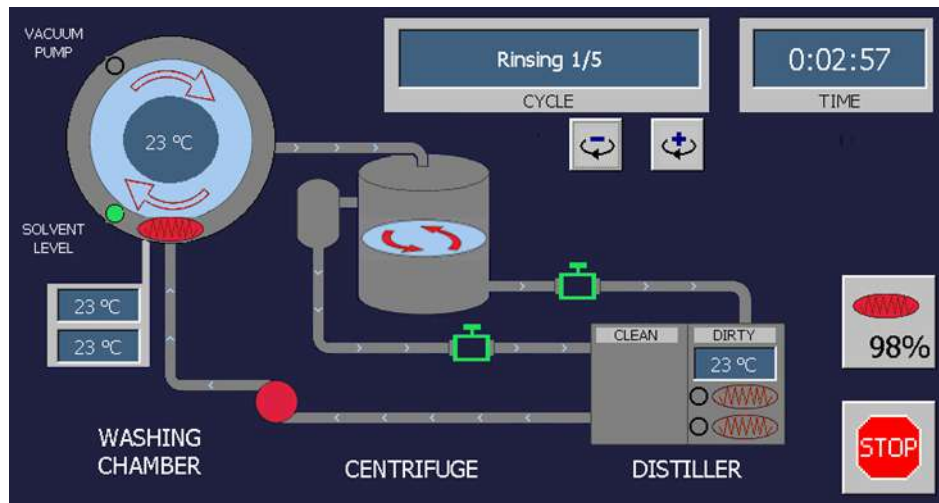 VACUUM
PUMP
Rinsing 1/5
CYCLE
0:02:57
TIME
-
+
23 ºC
SOLVENT
LEVEL
23 ºC
23 ºC
CLEAN
DIRTY
23 ºC
98%
STOP
WASHING
CHAMBER
CENTRIFUGE
DISTILLER